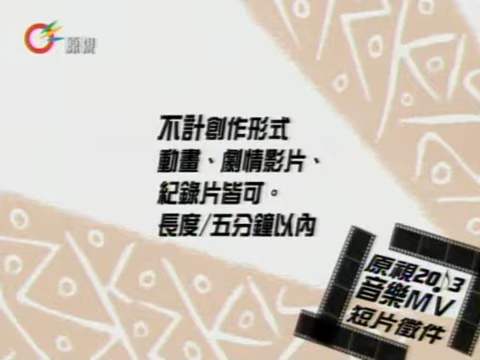 原視
不計創作形式
動畫、劇情影片、
紀錄片皆可。
長度/五分鐘以內
原視2013
音樂MV
短片徵件